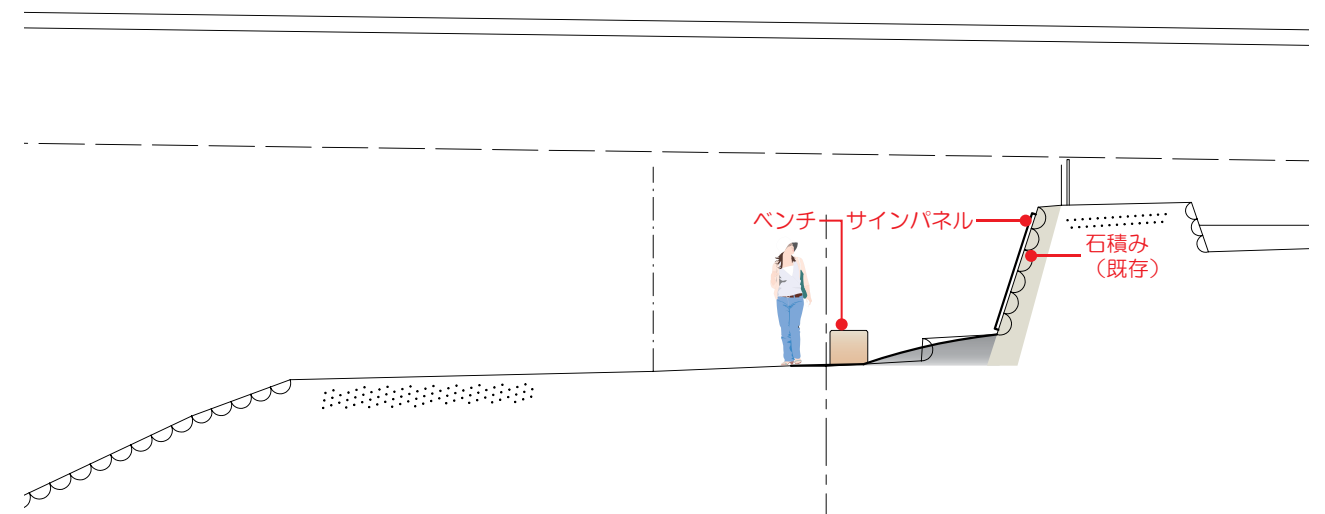 ベンチ
サインパネル
石積み
（既存）